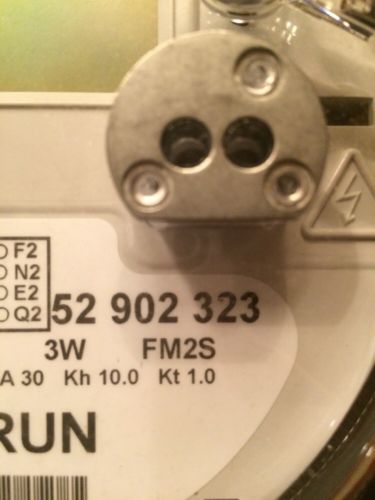 F2
N2
E2
Q2
52 902 323
3W FM2S
A 30 Kh 10.0 Kt 1.0
RUN